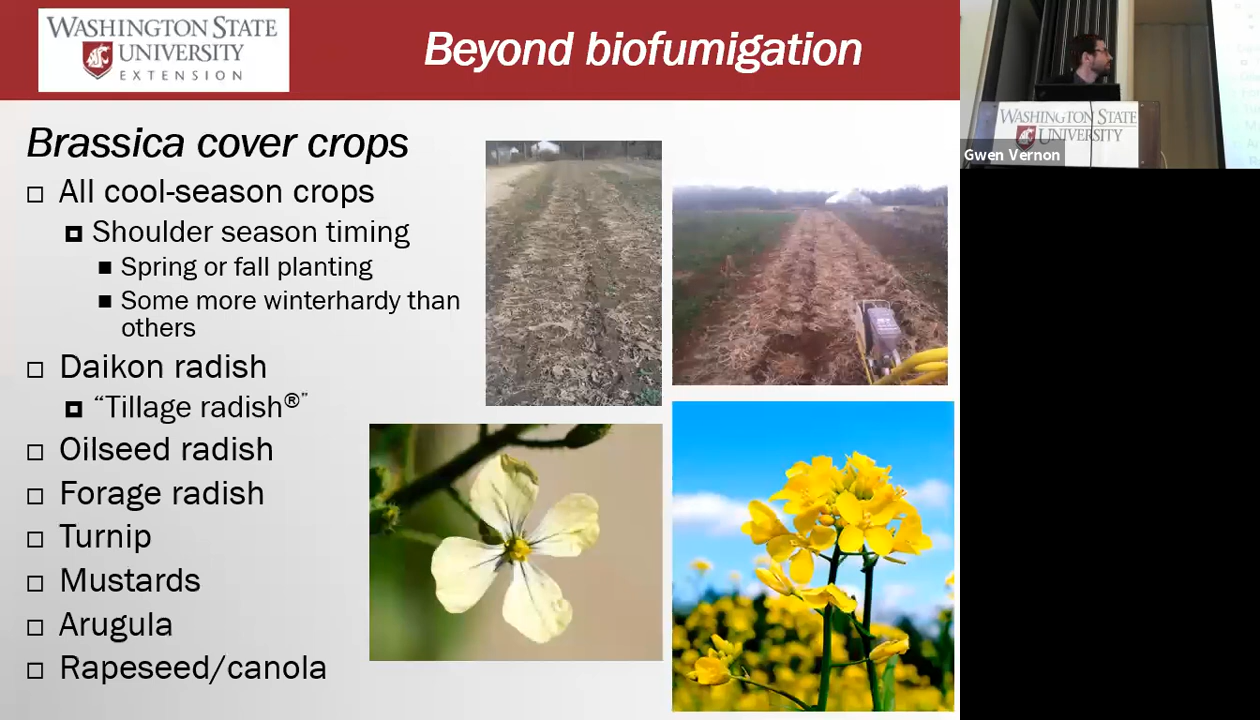 WASHINGTON STATE
UNIVERSITY
EXTENSION
Beyond biofumigation
Brassica cover crops
All cool-season crops
Shoulder season timing
Spring or fall planting
Some more winterhardy than
others
Daikon radish
“Tillage radish®”
Oilseed radish
Forage radish
Turnip
Mustards
Arugula
Rapeseed/canola
WASHINGTON STATE
UNIVERSITY
Gwen Vernon